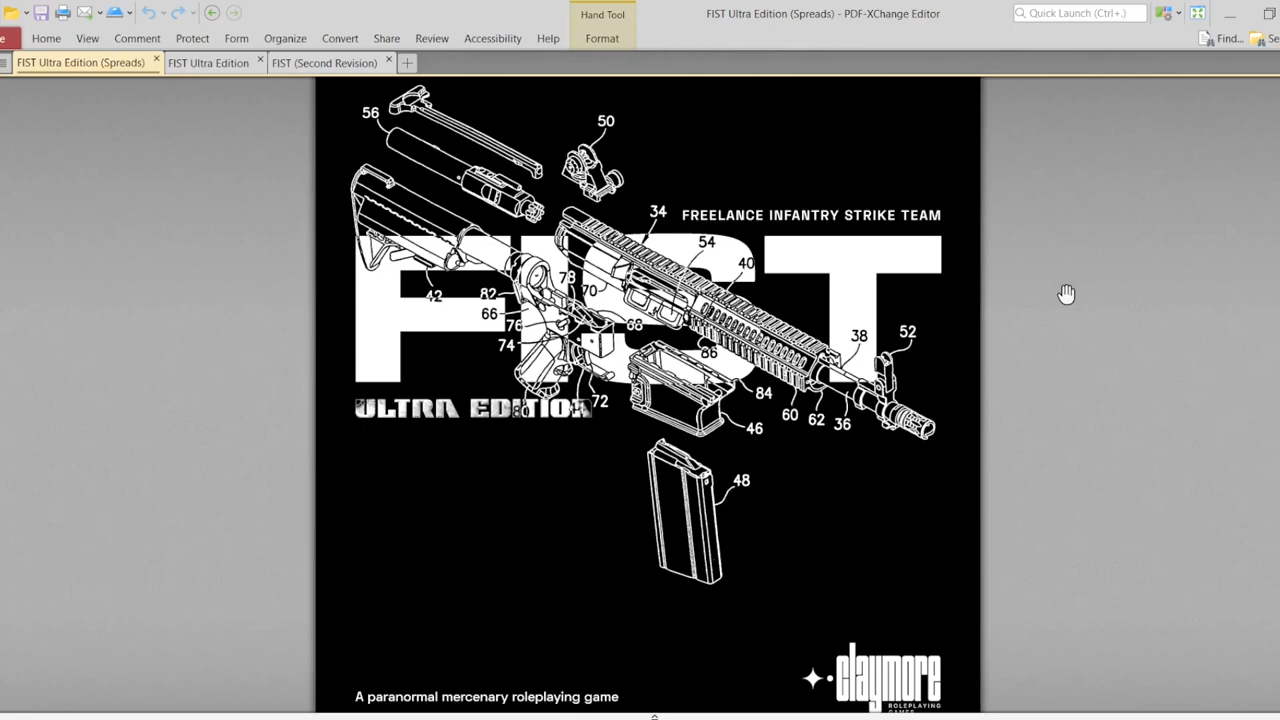 Hand Tool
FIST Ultra Edition (Spreads) - PDF-XChange Editor
Quick Launch (Ctrl+.)
Home View Comment Protect Form Organize Convert Share Review Accessibility Help Format
Find...
FIST Ultra Edition (Spreads) FIST Ultra Edition FIST (Second Revision)
56
50
34
FREELANCE INFANTRY STRIKE TEAM
FIST
54
40
42
82
78
70
66
76
68
74
86
38
52
72
84
60
62
36
46
ULTRA EDITION
48
A paranormal mercenary roleplaying game
claymore
ROLEPLAYING
GAMES